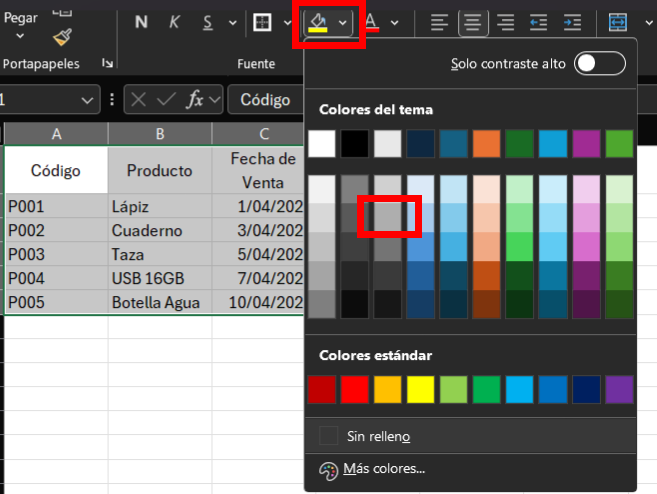 Pegar
N K S A
Portapapeles
Fuente
Solo contraste alto
1
fx
Código
Colores del tema
A B C
Código Producto Fecha de Venta
P001 Lápiz 1/04/202
P002 Cuaderno 3/04/202
P003 Taza 5/04/202
P004 USB 16GB 7/04/202
P005 Botella Agua 10/04/202
Colores estándar
Sin relleno
Más colores...